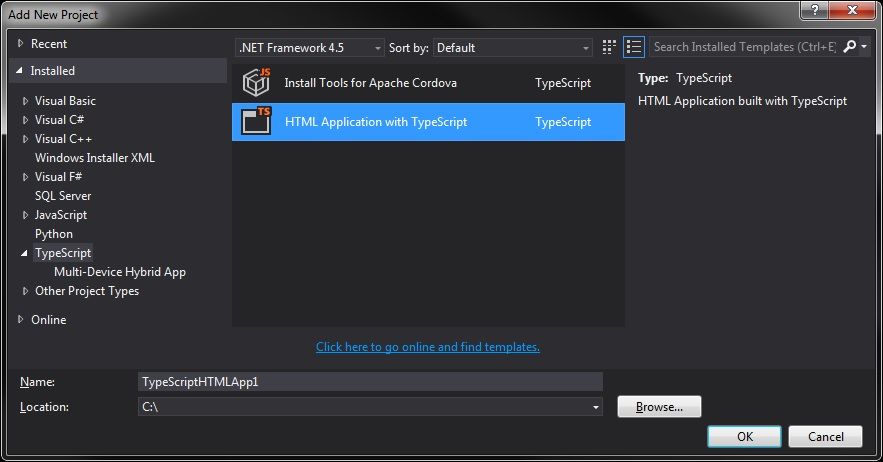 Add New Project
?
Recent
Installed
Visual Basic
Visual C#
Visual C++
Windows Installer XML
Visual F#
SQL Server
JavaScript
Python
TypeScript
Multi-Device Hybrid App
Other Project Types
Online
.NET Framework 4.5
Sort by: Default
Search Installed Templates (Ctrl+E)
JS Install Tools for Apache Cordova TypeScript
TS HTML Application with TypeScript TypeScript
Type: TypeScript
HTML Application built with TypeScript
Click here to go online and find templates.
Name: TypeScriptHTMLApp1
Location: C:\
Browse...
OK Cancel